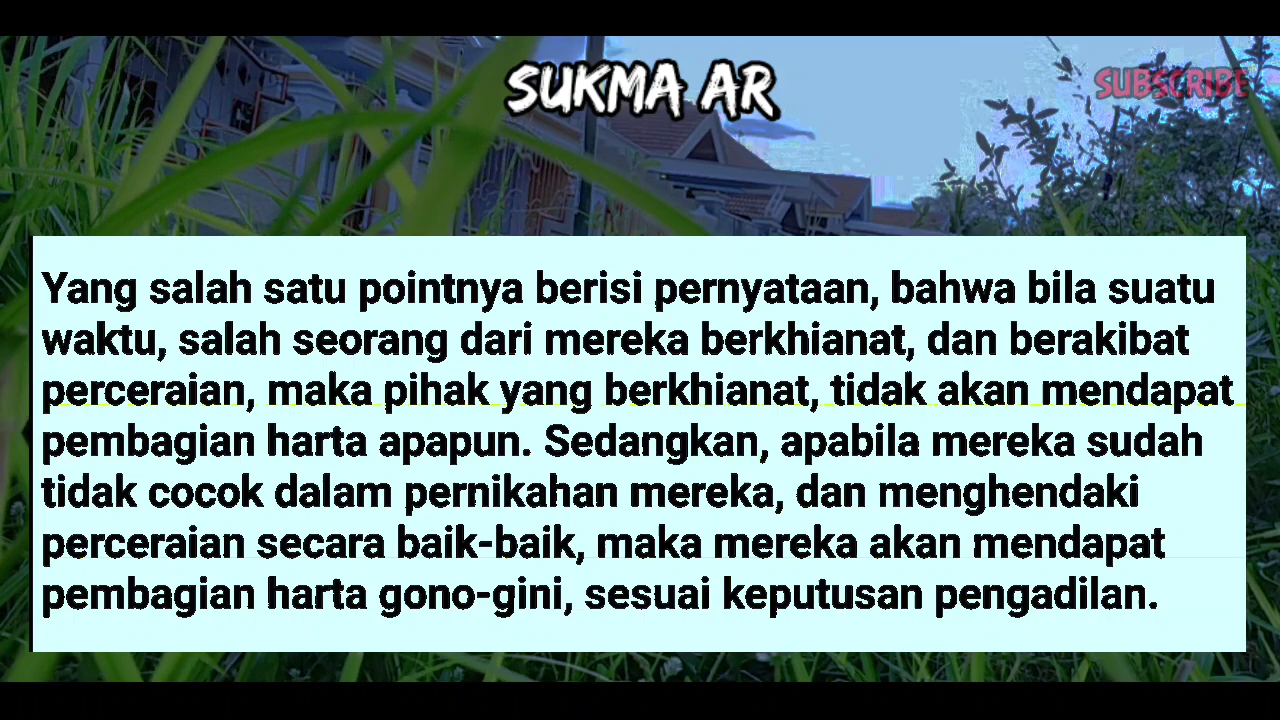 SUKMA AR
SUBSCRIBE
Yang salah satu pointnya berisi pernyataan, bahwa bila suatu
waktu, salah seorang dari mereka berkhianat, dan berakibat
perceraian, maka pihak yang berkhianat, tidak akan mendapat
pembagian harta apapun. Sedangkan, apabila mereka sudah
tidak cocok dalam pernikahan mereka, dan menghendaki
perceraian secara baik-baik, maka mereka akan mendapat
pembagian harta gono-gini, sesuai keputusan pengadilan.